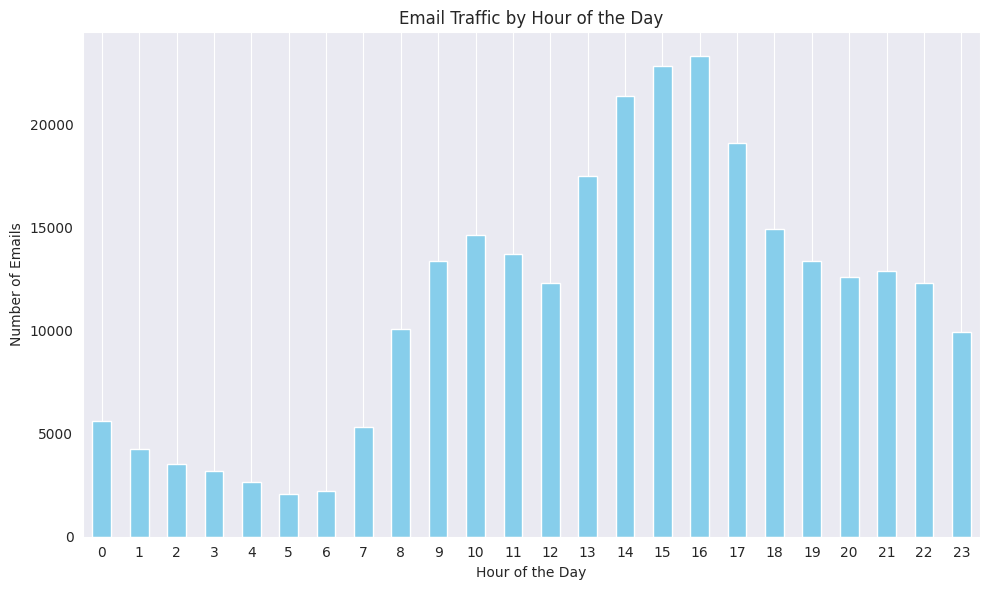 Email Traffic by Hour of the Day
Number of Emails
20000
15000
10000
5000
0
0 1 2 3 4 5 6 7 8 9 10 11 12 13 14 15 16 17 18 19 20 21 22 23
Hour of the Day